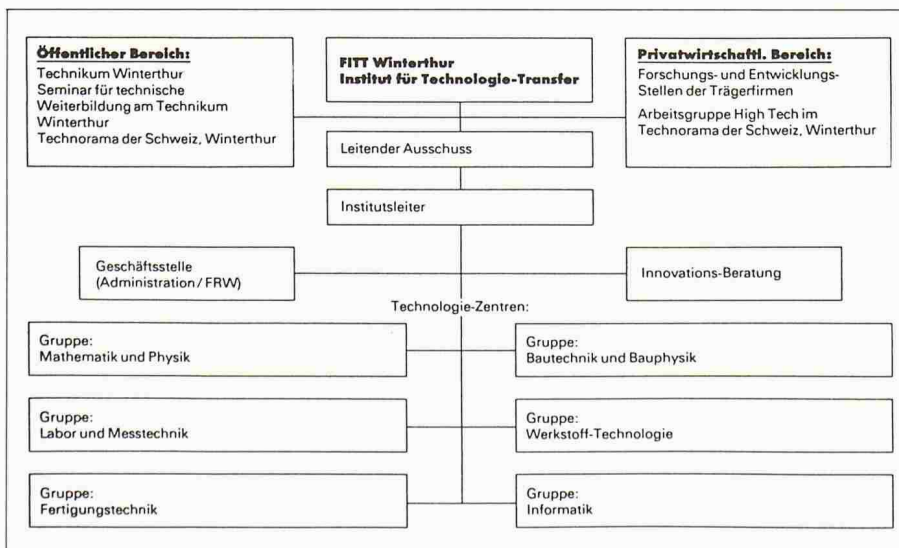 Öffentlicher Bereich:
Technikum Winterthur
Seminar für technische
Weiterbildung am Technikum
Winterthur
Technorama der Schweiz, Winterthur
FITT Winterthur
Institut für Technologie-Transfer
Privatwirtschaftl. Bereich:
Forschungs- und Entwicklungs-
Stellen der Trägerfirmen
Arbeitsgruppe High Tech im
Technorama der Schweiz, Winterthur
Leitender Ausschuss
Institutsleiter
Geschäftsstelle
(Administration / FRW)
Innovations-Beratung
Technologie-Zentren:
Gruppe:
Mathematik und Physik
Gruppe:
Bautechnik und Bauphysik
Gruppe:
Labor und Messtechnik
Gruppe:
Werkstoff-Technologie
Gruppe:
Fertigungstechnik
Gruppe:
Informatik